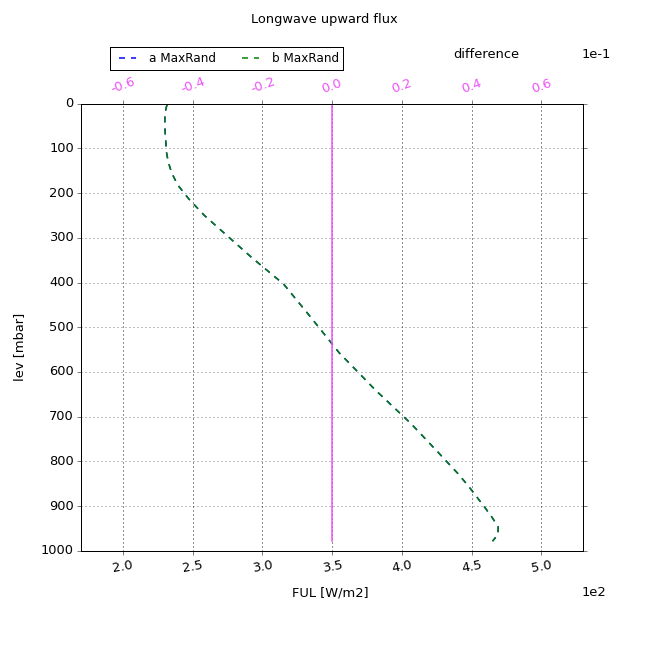 Longwave upward flux
a MaxRand b MaxRand
difference 1e-1
-0.6 -0.4 -0.2 0.0 0.2 0.4 0.6
0
100
200
300
400
500
600
700
800
900
1000
lev [mbar]
2.0 2.5 3.0 3.5 4.0 4.5 5.0
FUL [W/m2] 1e2